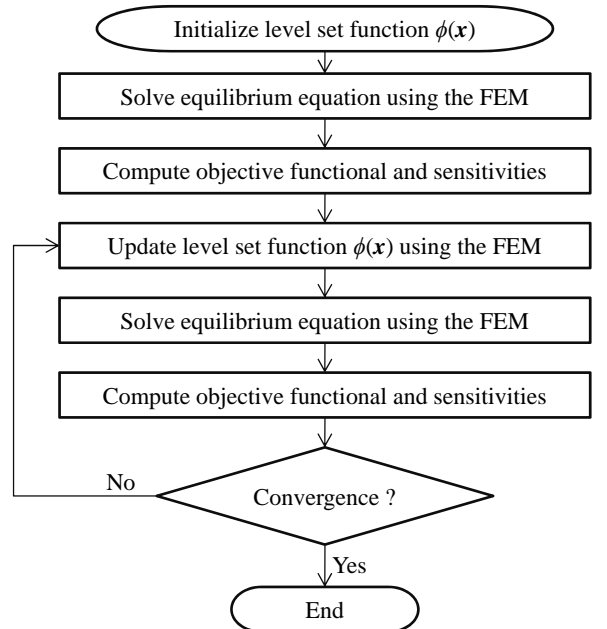 Initialize level set function ϕ(x)
Solve equilibrium equation using the FEM
Compute objective functional and sensitivities
Update level set function ϕ(x) using the FEM
Solve equilibrium equation using the FEM
Compute objective functional and sensitivities
Convergence ?
No
Yes
End